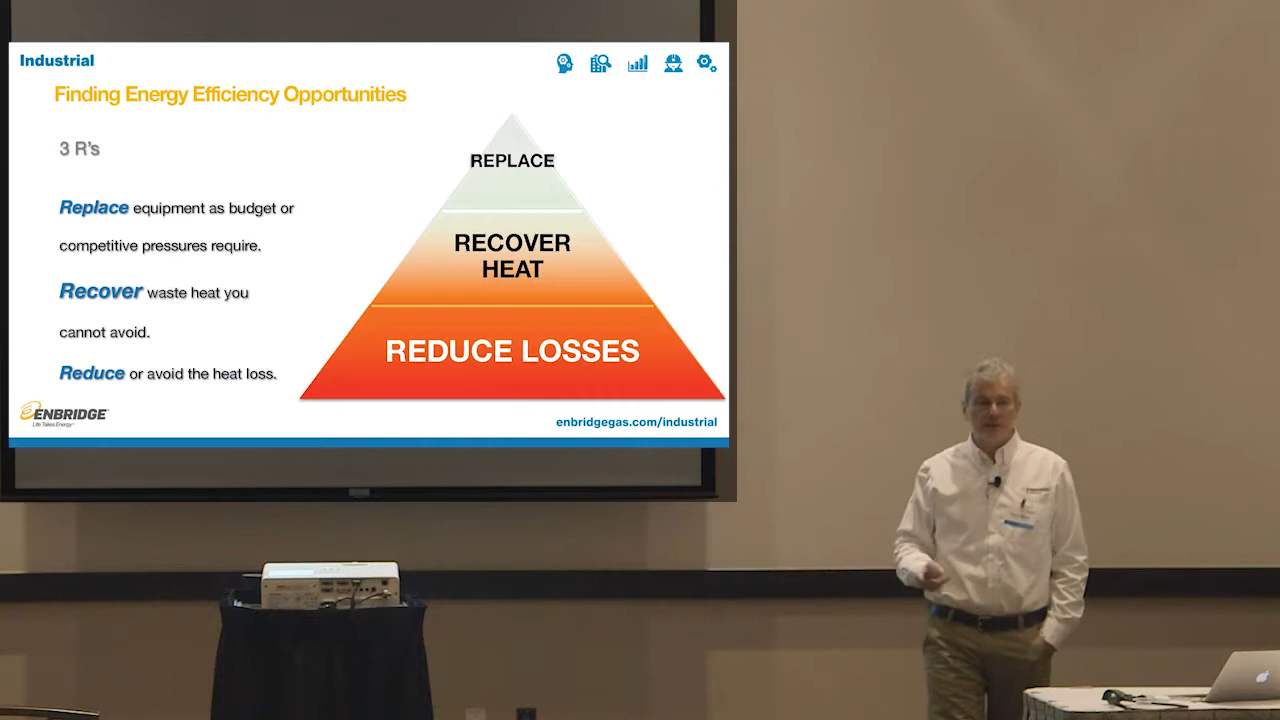 Industrial
Finding Energy Efficiency Opportunities
3 R's
Replace equipment as budget or
competitive pressures require.
Recover waste heat you
cannot avoid.
Reduce or avoid the heat loss.
REPLACE
RECOVER
HEAT
REDUCE LOSSES
ENBRIDGE
Life Takes Energy™
enbridgegas.com/industrial